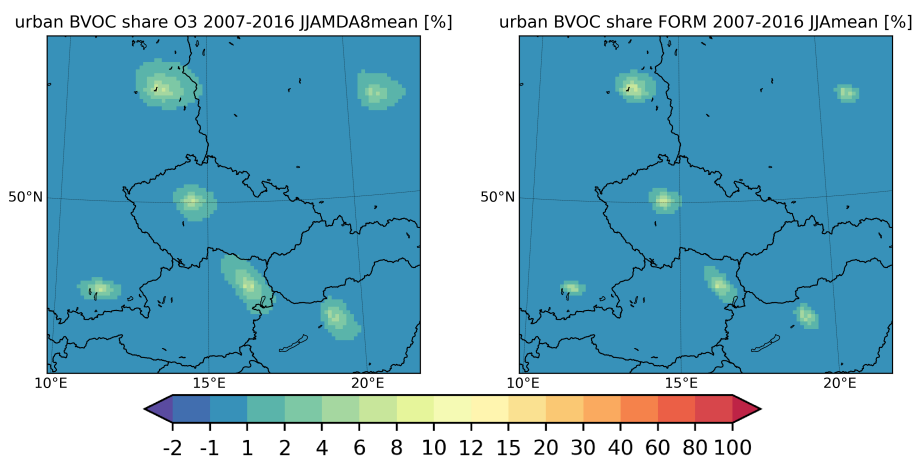 urban BVOC share O3 2007-2016 JJAMDA8mean [%]
urban BVOC share FORM 2007-2016 JJAmean [%]
50°N
50°N
10°E 15°E 20°E
10°E 15°E 20°E
-2 -1 1 2 4 6 8 10 12 15 20 30 40 60 80 100